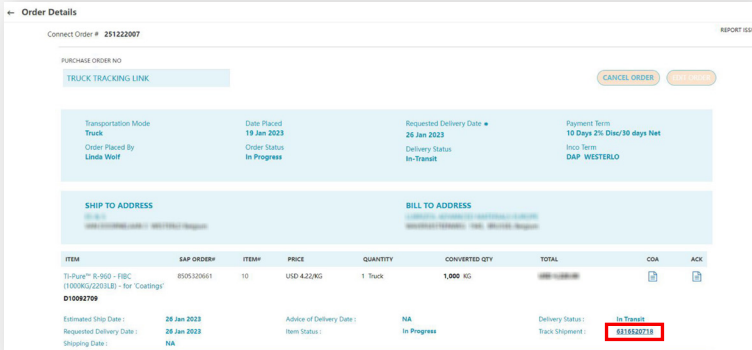 ← Order Details
Connect Order # 251222007
REPORT ISS
PURCHASE ORDER NO
TRUCK TRACKING LINK
CANCEL ORDER
EDIT ORDER
Transportation Mode Date Placed Requested Delivery Date Payment Term
Truck 19 Jan 2023 26 Jan 2023 10 Days 2% Disc/30 days Net
Order Placed By Order Status Delivery Status Inco Term
Linda Wolf In Progress In-Transit DAP WESTERLO
SHIP TO ADDRESS BILL TO ADDRESS
ITEM SAP ORDER# ITEM# PRICE QUANTITY CONVERTED QTY TOTAL COA ACK
Ti-Pure™ R-960 - FIBC 8505320661 10 USD 4.22/KG 1 Truck 1,000 KG
(1000KG/2203LB) - for 'Coatings'
D10092709
Estimated Ship Date : 26 Jan 2023 Advice of Delivery Date : NA Delivery Status : In Transit
Requested Delivery Date : 26 Jan 2023 Item Status : In Progress Track Shipment : 6316520718
Shipping Date : NA